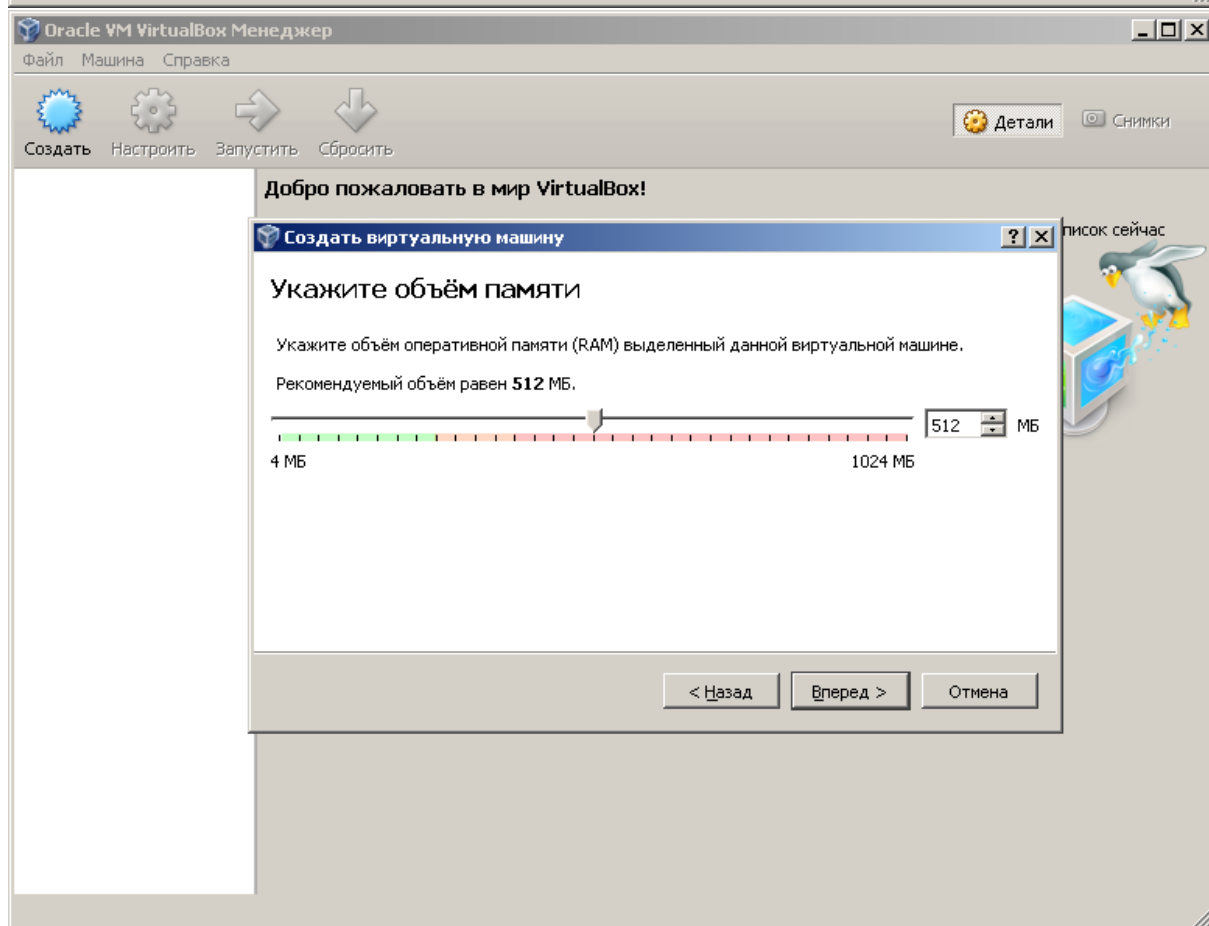 Oracle VM VirtualBox Менеджер
Файл Машина Справка
Создать Настроить Запустить Сбросить
Детали Снимки
Добро пожаловать в мир VirtualBox!
писок сейчас
Создать виртуальную машину
Укажите объём памяти
Укажите объём оперативной памяти (RAM) выделенный данной виртуальной машине.
Рекомендуемый объём равен 512 МБ.
512 МБ
4 МБ 1024 МБ
< Назад Вперед > Отмена